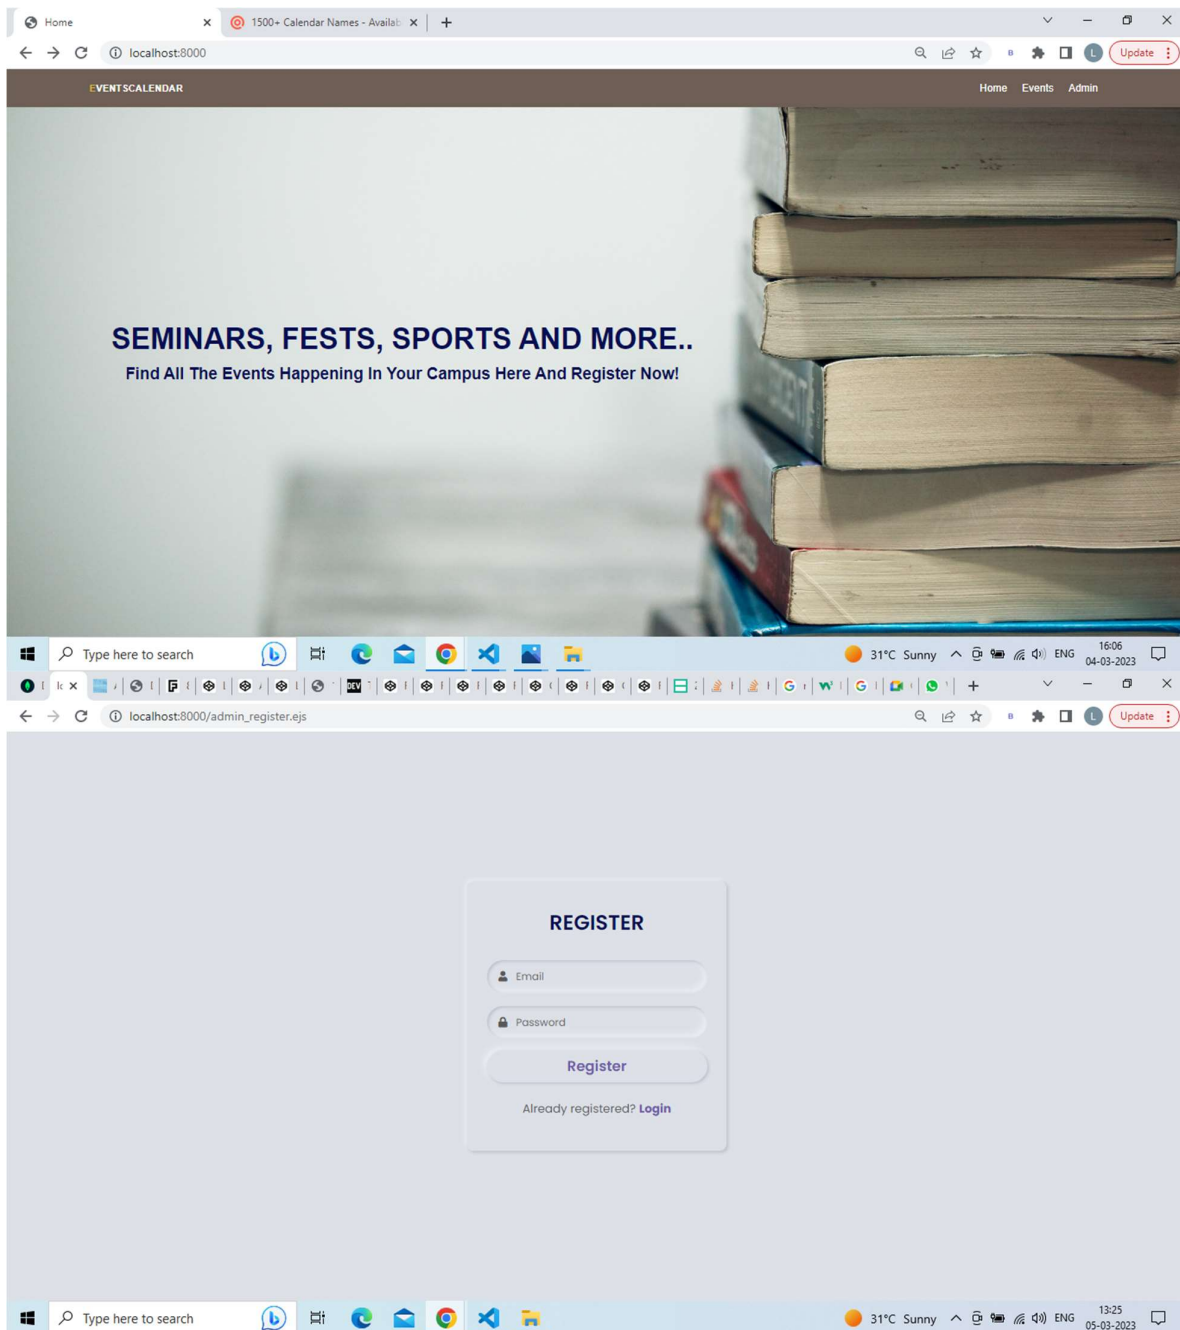 Home
1500+ Calendar Names - Availab
localhost:8000
Update
EVENTSCALENDAR
Home Events Admin
SEMINARS, FESTS, SPORTS AND MORE..
Find All The Events Happening In Your Campus Here And Register Now!
Type here to search
31°C Sunny
ENG
16:06
04-03-2023
DEV
localhost:8000/admin_register.ejs
Update
REGISTER
Email
Password
Register
Already registered? Login
Type here to search
31°C Sunny
ENG
13:25
05-03-2023